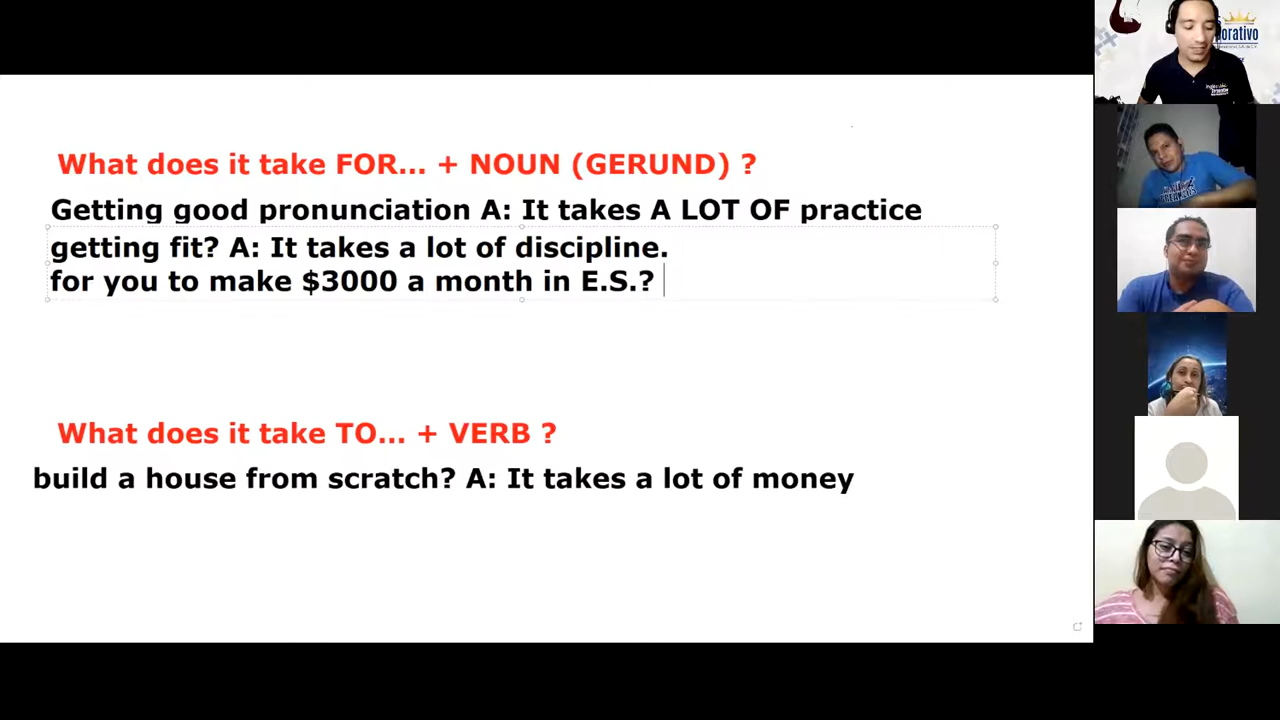 What does it take FOR... + NOUN (GERUND) ?
Getting good pronunciation A: It takes A LOT OF practice
getting fit? A: It takes a lot of discipline.
for you to make $3000 a month in E.S.?
What does it take TO... + VERB ?
build a house from scratch? A: It takes a lot of money
orativo